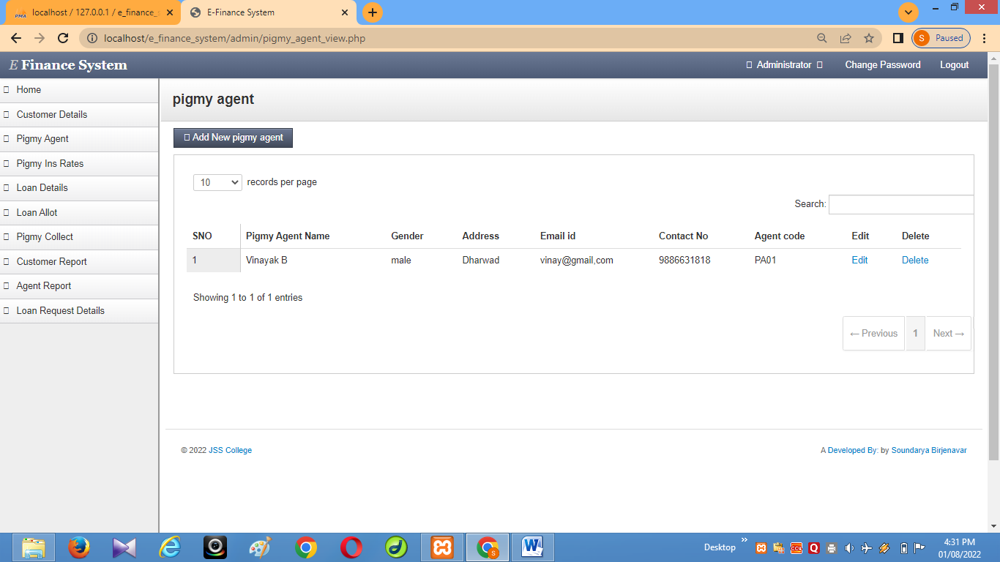 localhost / 127.0.0.1 / e_finance_s
E-Finance System
localhost/e_finance_system/admin/pigmy_agent_view.php
S Paused
E Finance System
Administrator
Change Password
Logout
Home
Customer Details
Pigmy Agent
Pigmy Ins Rates
Loan Details
Loan Allot
Pigmy Collect
Customer Report
Agent Report
Loan Request Details
pigmy agent
Add New pigmy agent
10 records per page
Search:
SNO Pigmy Agent Name Gender Address Email id Contact No Agent code Edit Delete
1 Vinayak B male Dharwad vinay@gmail,com 9886631818 PA01 Edit Delete
Showing 1 to 1 of 1 entries
← Previous 1 Next →
© 2022 JSS College
A Developed By: by Soundarya Birjenavar
Desktop
4:31 PM
01/08/2022